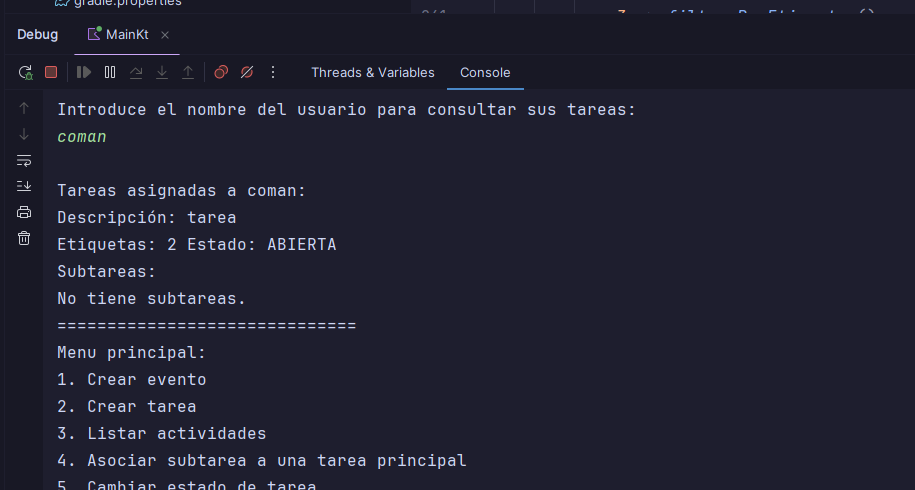 gradle.properties
Debug MainKt
Threads & Variables Console
Introduce el nombre del usuario para consultar sus tareas:
coman
Tareas asignadas a coman:
Descripción: tarea
Etiquetas: 2 Estado: ABIERTA
Subtareas:
No tiene subtareas.
==============================
Menu principal:
1. Crear evento
2. Crear tarea
3. Listar actividades
4. Asociar subtarea a una tarea principal
5. Cambiar estado de tarea